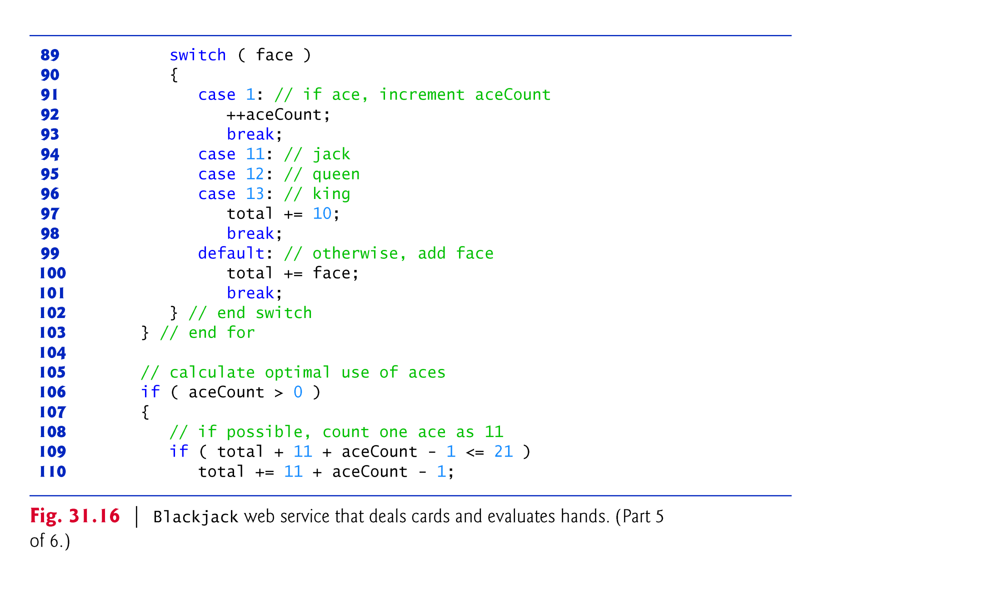 89 switch ( face )
90 {
91 case 1: // if ace, increment aceCount
92 ++aceCount;
93 break;
94 case 11: // jack
95 case 12: // queen
96 case 13: // king
97 total += 10;
98 break;
99 default: // otherwise, add face
100 total += face;
101 break;
102 } // end switch
103 } // end for
104
105 // calculate optimal use of aces
106 if ( aceCount > 0 )
107 {
108 // if possible, count one ace as 11
109 if ( total + 11 + aceCount - 1 <= 21 )
110 total += 11 + aceCount - 1;
Fig. 31.16 | Blackjack web service that deals cards and evaluates hands. (Part 5
of 6.)